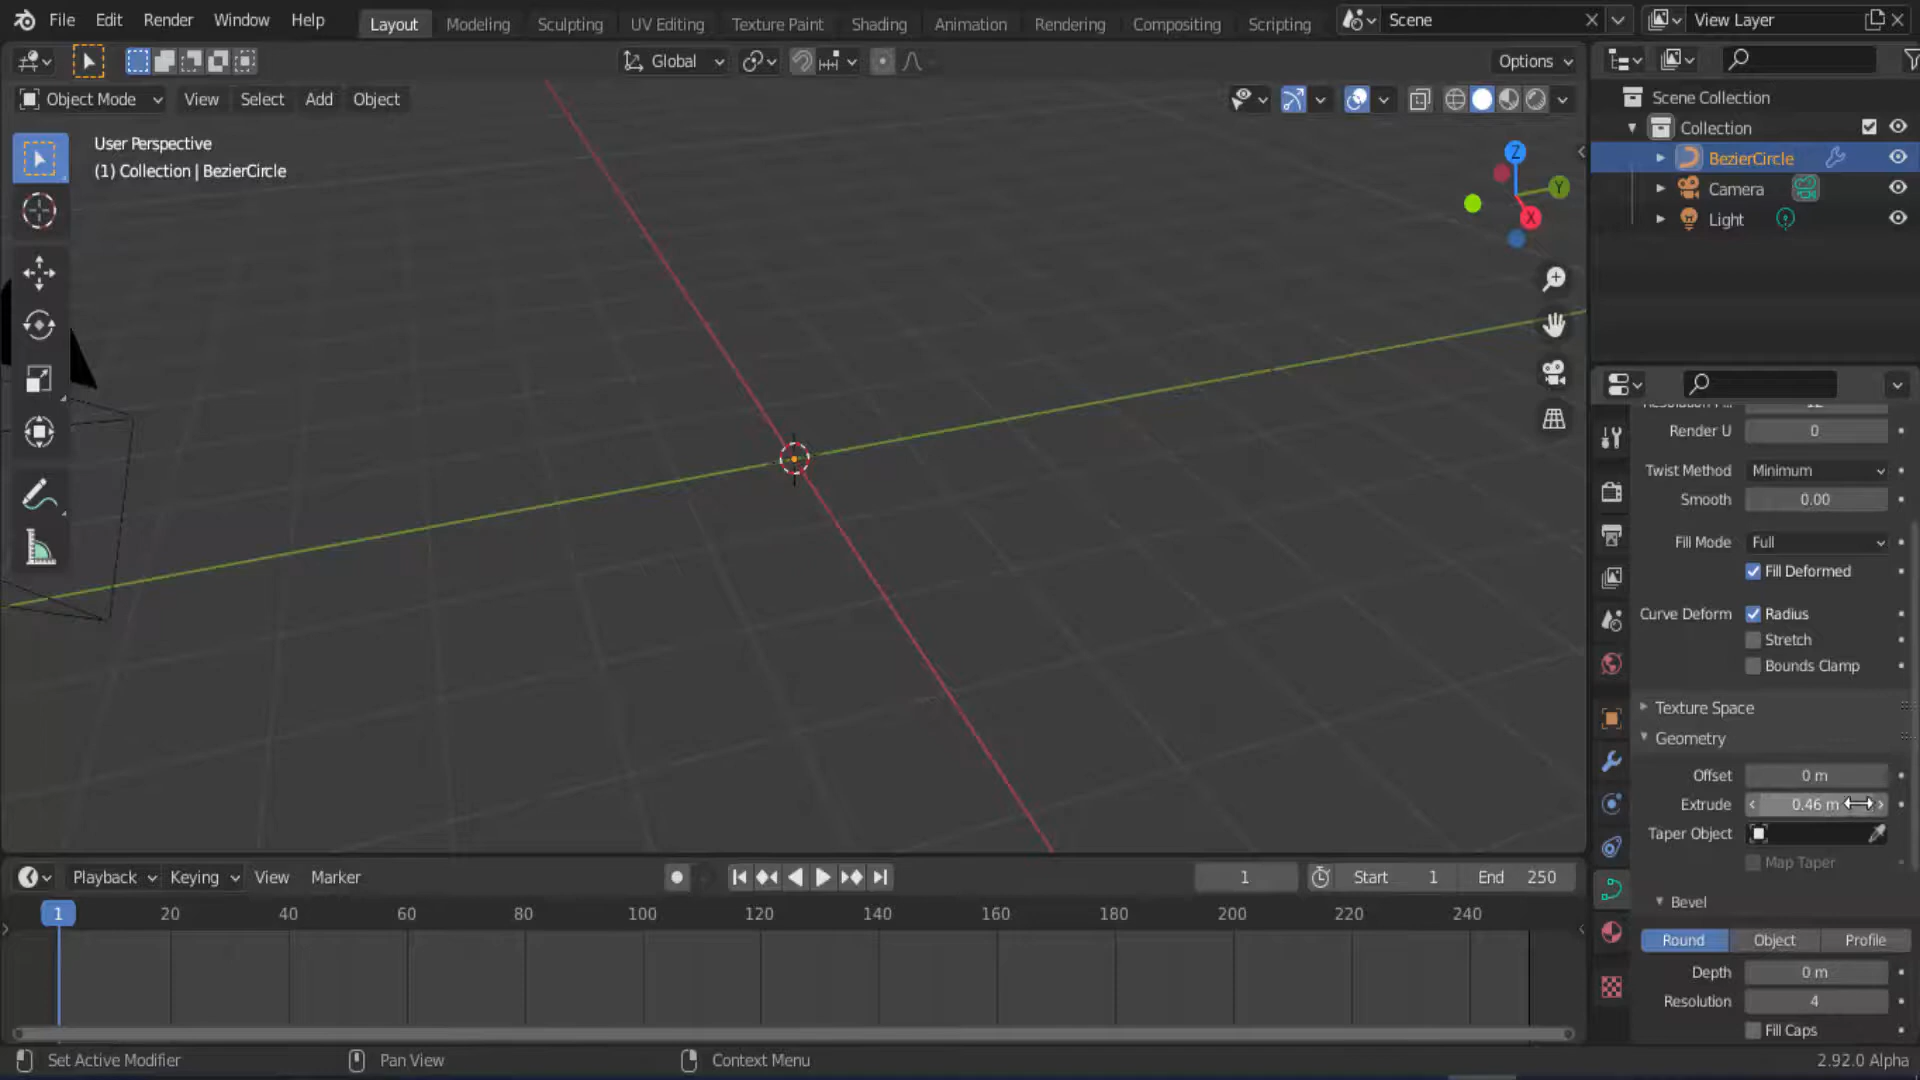 File Edit Render Window Help Layout Modeling Sculpting UV Editing Texture Paint Shading Animation Rendering Compositing Scripting Scene View Layer
Global Options
Object Mode View Select Add Object
User Perspective
(1) Collection | BezierCircle
Z
Y
X
Scene Collection
Collection
BezierCircle
Camera
Light
Render U 0
Twist Method Minimum
Smooth 0.00
Fill Mode Full
Fill Deformed
Curve Deform Radius
Stretch
Bounds Clamp
Texture Space
Geometry
Offset 0 m
Extrude 0.46 m
Taper Object
Map Taper
Bevel
Round Object Profile
Depth 0 m
Resolution 4
Fill Caps
Playback Keying View Marker 1 Start 1 End 250
1 20 40 60 80 100 120 140 160 180 200 220 240
Set Active Modifier Pan View Context Menu 2.92.0 Alpha